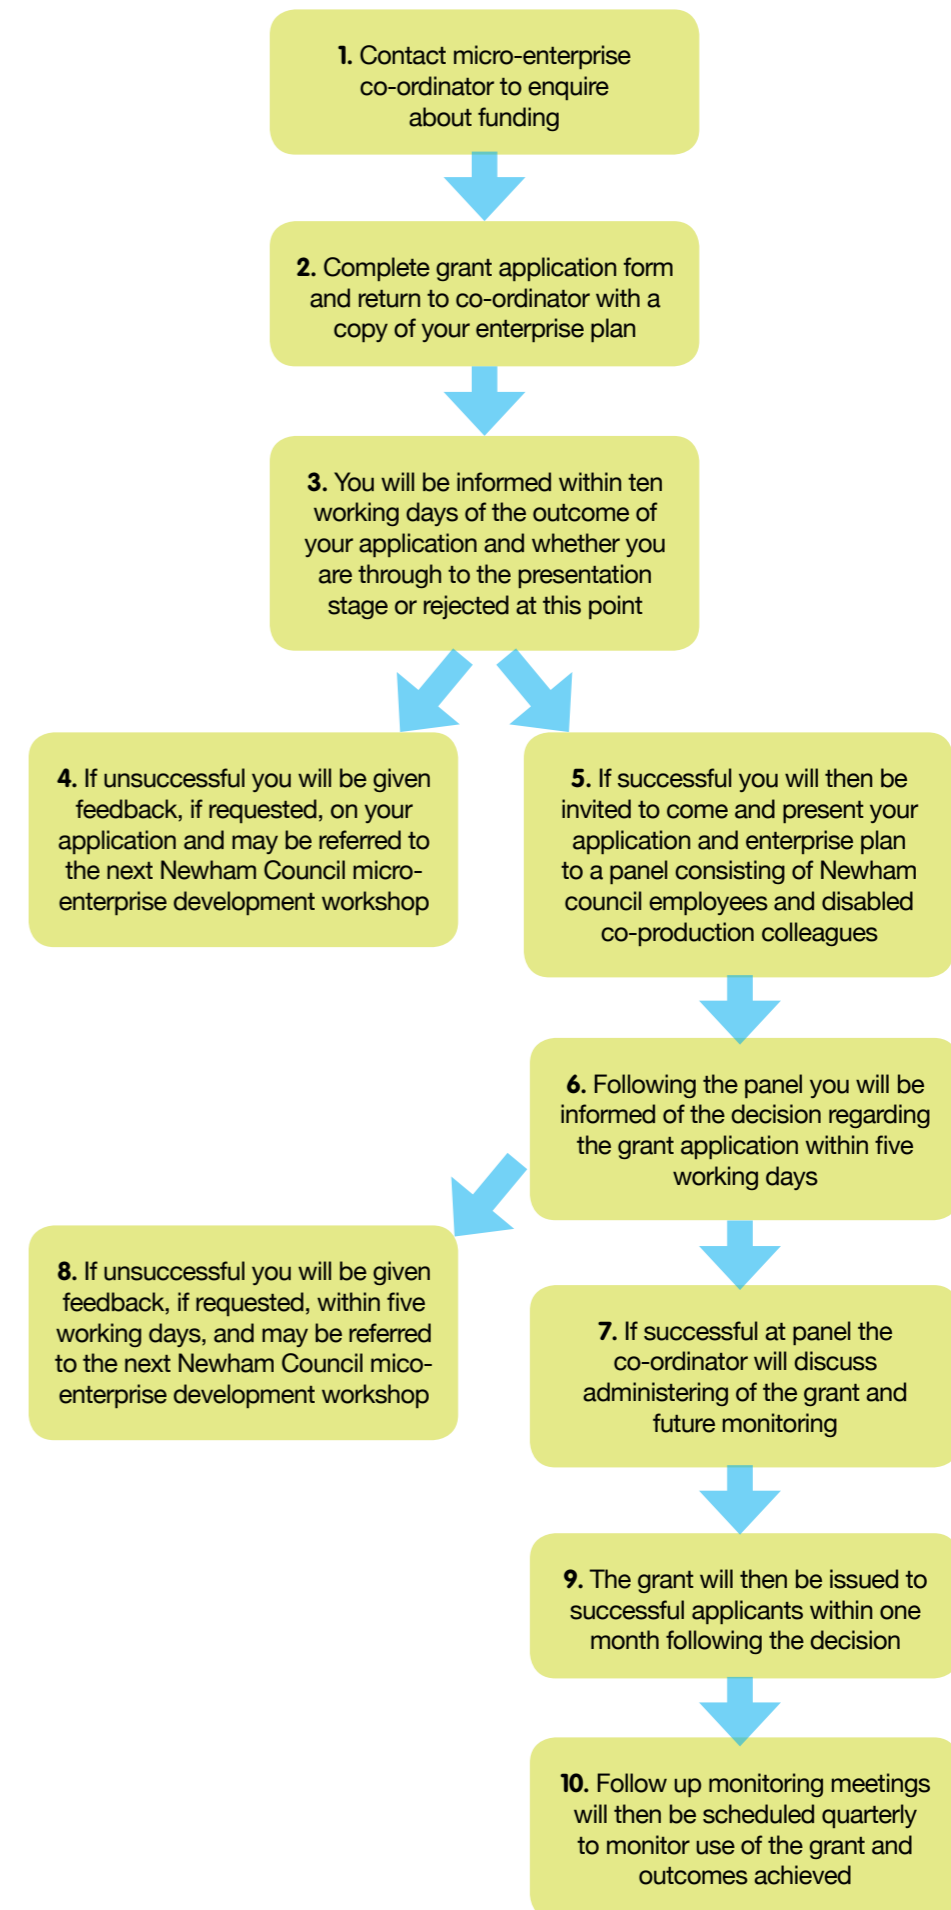 1. Contact micro-enterprise
co-ordinator to enquire
about funding
2. Complete grant application form
and return to co-ordinator with a
copy of your enterprise plan
3. You will be informed within ten
working days of the outcome of
your application and whether you
are through to the presentation
stage or rejected at this point
4. If unsuccessful you will be given
feedback, if requested, on your
application and may be referred to
the next Newham Council micro-
enterprise development workshop
5. If successful you will then be
invited to come and present your
application and enterprise plan
to a panel consisting of Newham
council employees and disabled
co-production colleagues
6. Following the panel you will be
informed of the decision regarding
the grant application within five
working days
8. If unsuccessful you will be given
feedback, if requested, within five
working days, and may be referred
to the next Newham Council mico-
enterprise development workshop
7. If successful at panel the
co-ordinator will discuss
administering of the grant and
future monitoring
9. The grant will then be issued to
successful applicants within one
month following the decision
10. Follow up monitoring meetings
will then be scheduled quarterly
to monitor use of the grant and
outcomes achieved